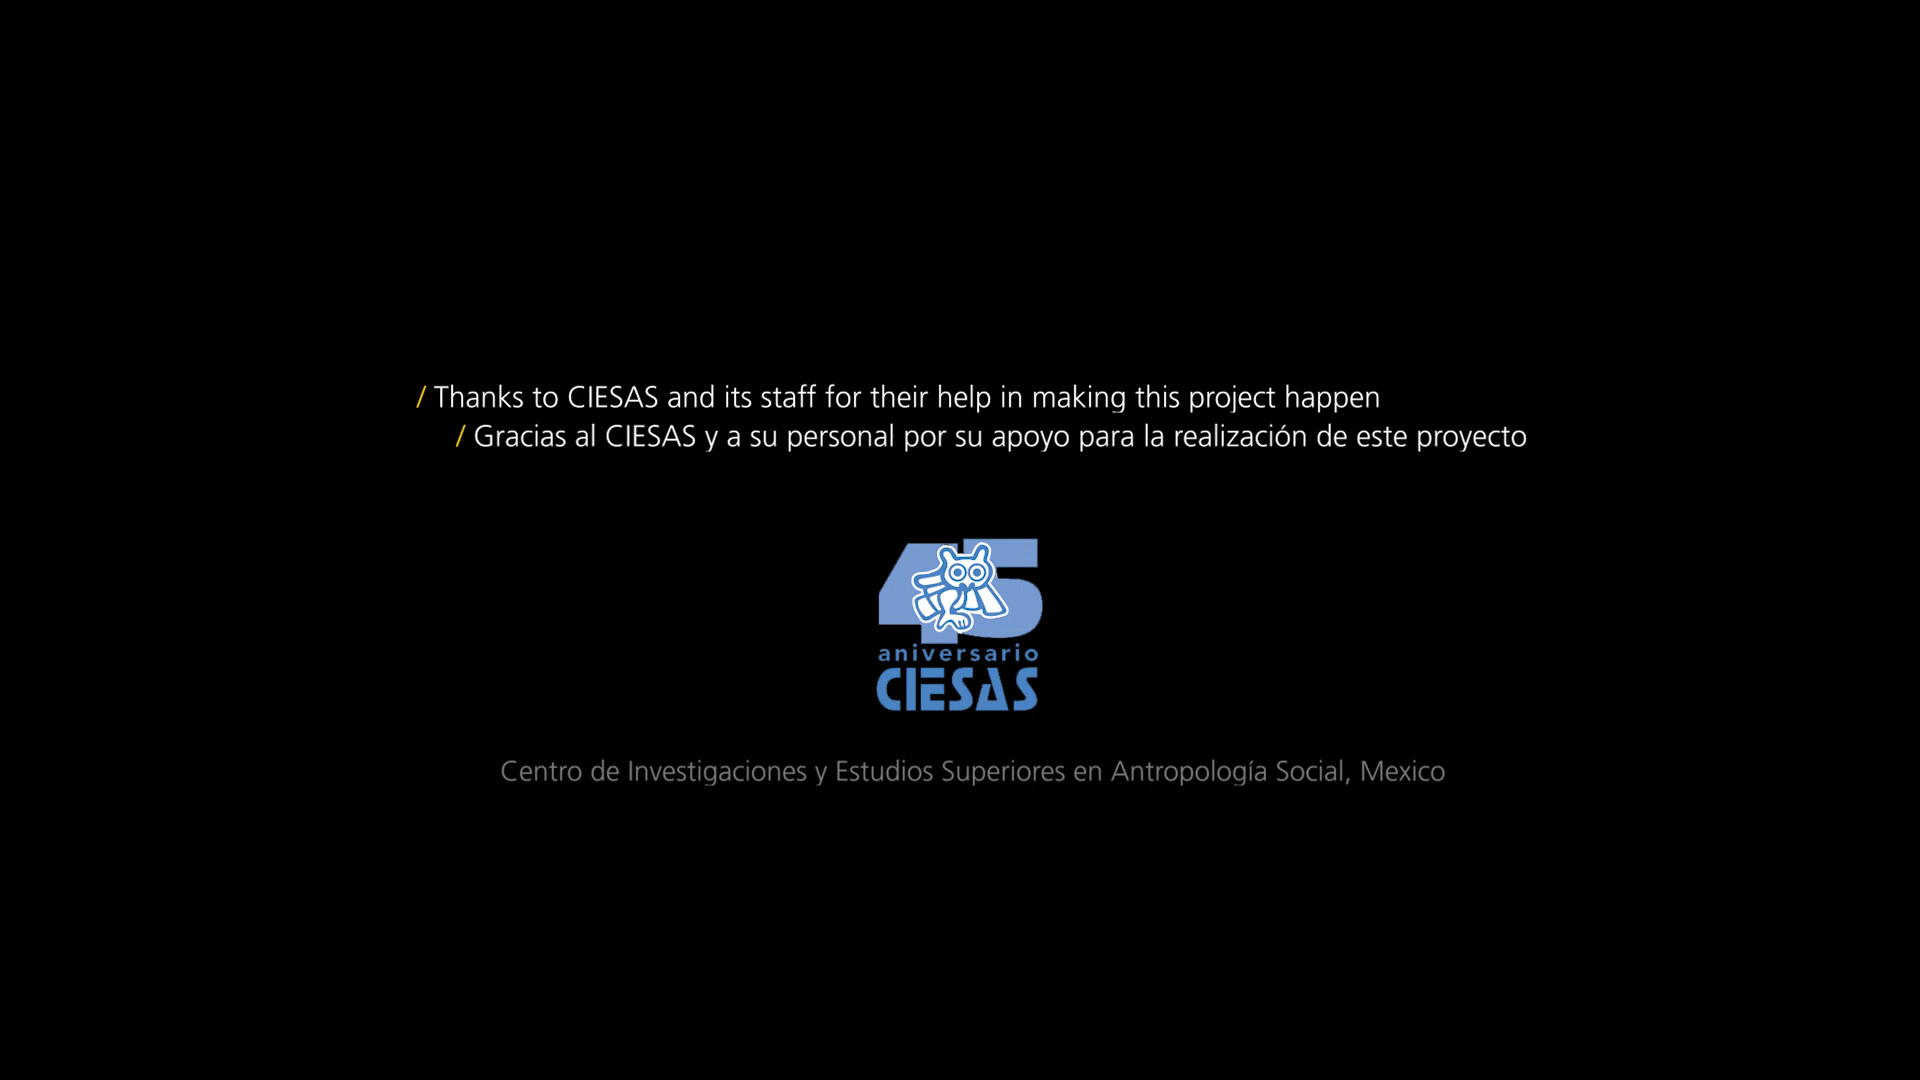 / Thanks to CIESAS and its staff for their help in making this project happen
/ Gracias al CIESAS y a su personal por su apoyo para la realización de este proyecto
45
aniversario
CIESAS
Centro de Investigaciones y Estudios Superiores en Antropología Social, Mexico